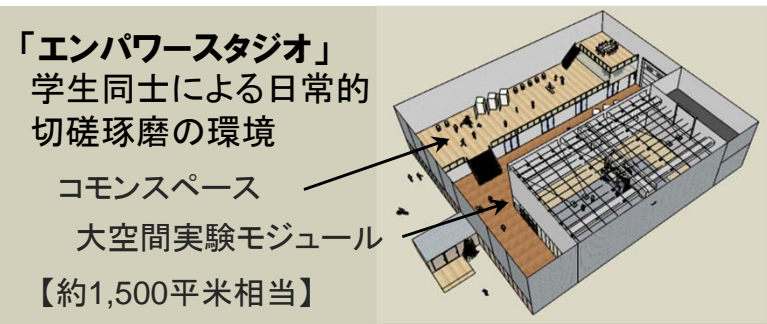 「エンパワースタジオ」
学生同士による日常的
切磋琢磨の環境
コモンスペース
大空間実験モジュール
【約1,500平米相当】